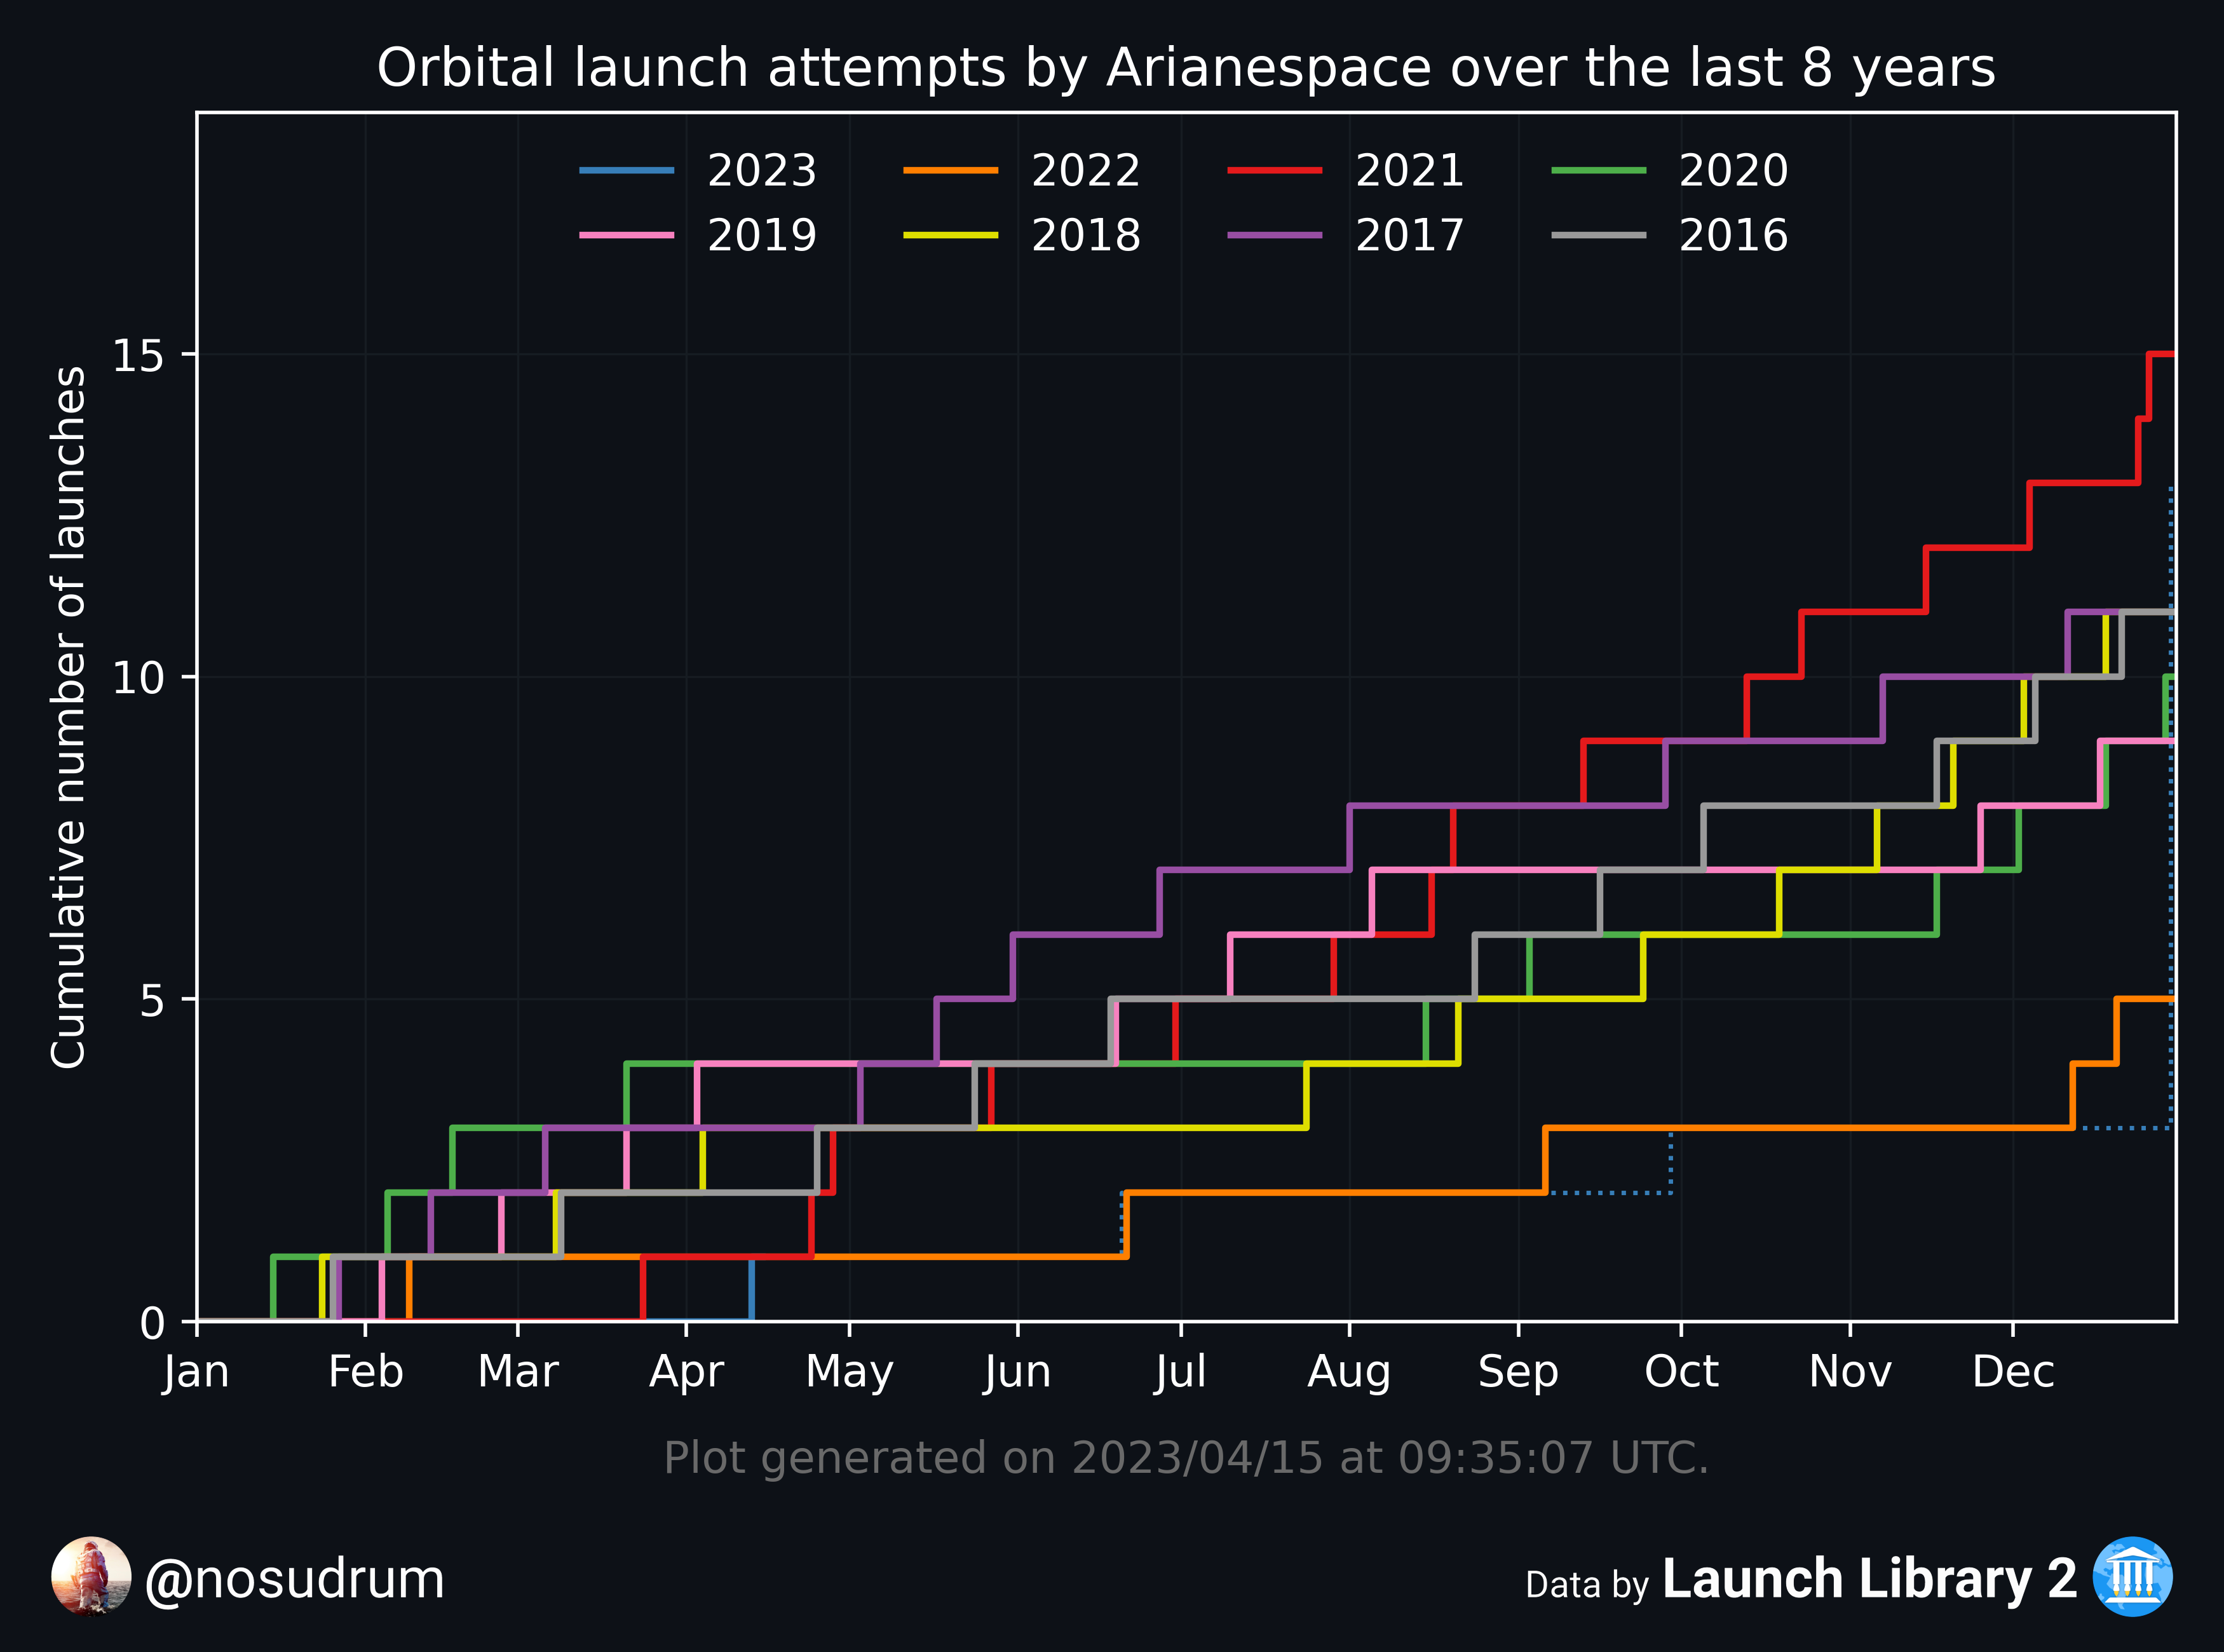 Orbital launch attempts by Arianespace over the last 8 years
2023 2022 2021 2020
2019 2018 2017 2016
Cumulative number of launches
15
10
5
0
Jan Feb Mar Apr May Jun Jul Aug Sep Oct Nov Dec
Plot generated on 2023/04/15 at 09:35:07 UTC.
@nosudrum
Data by Launch Library 2